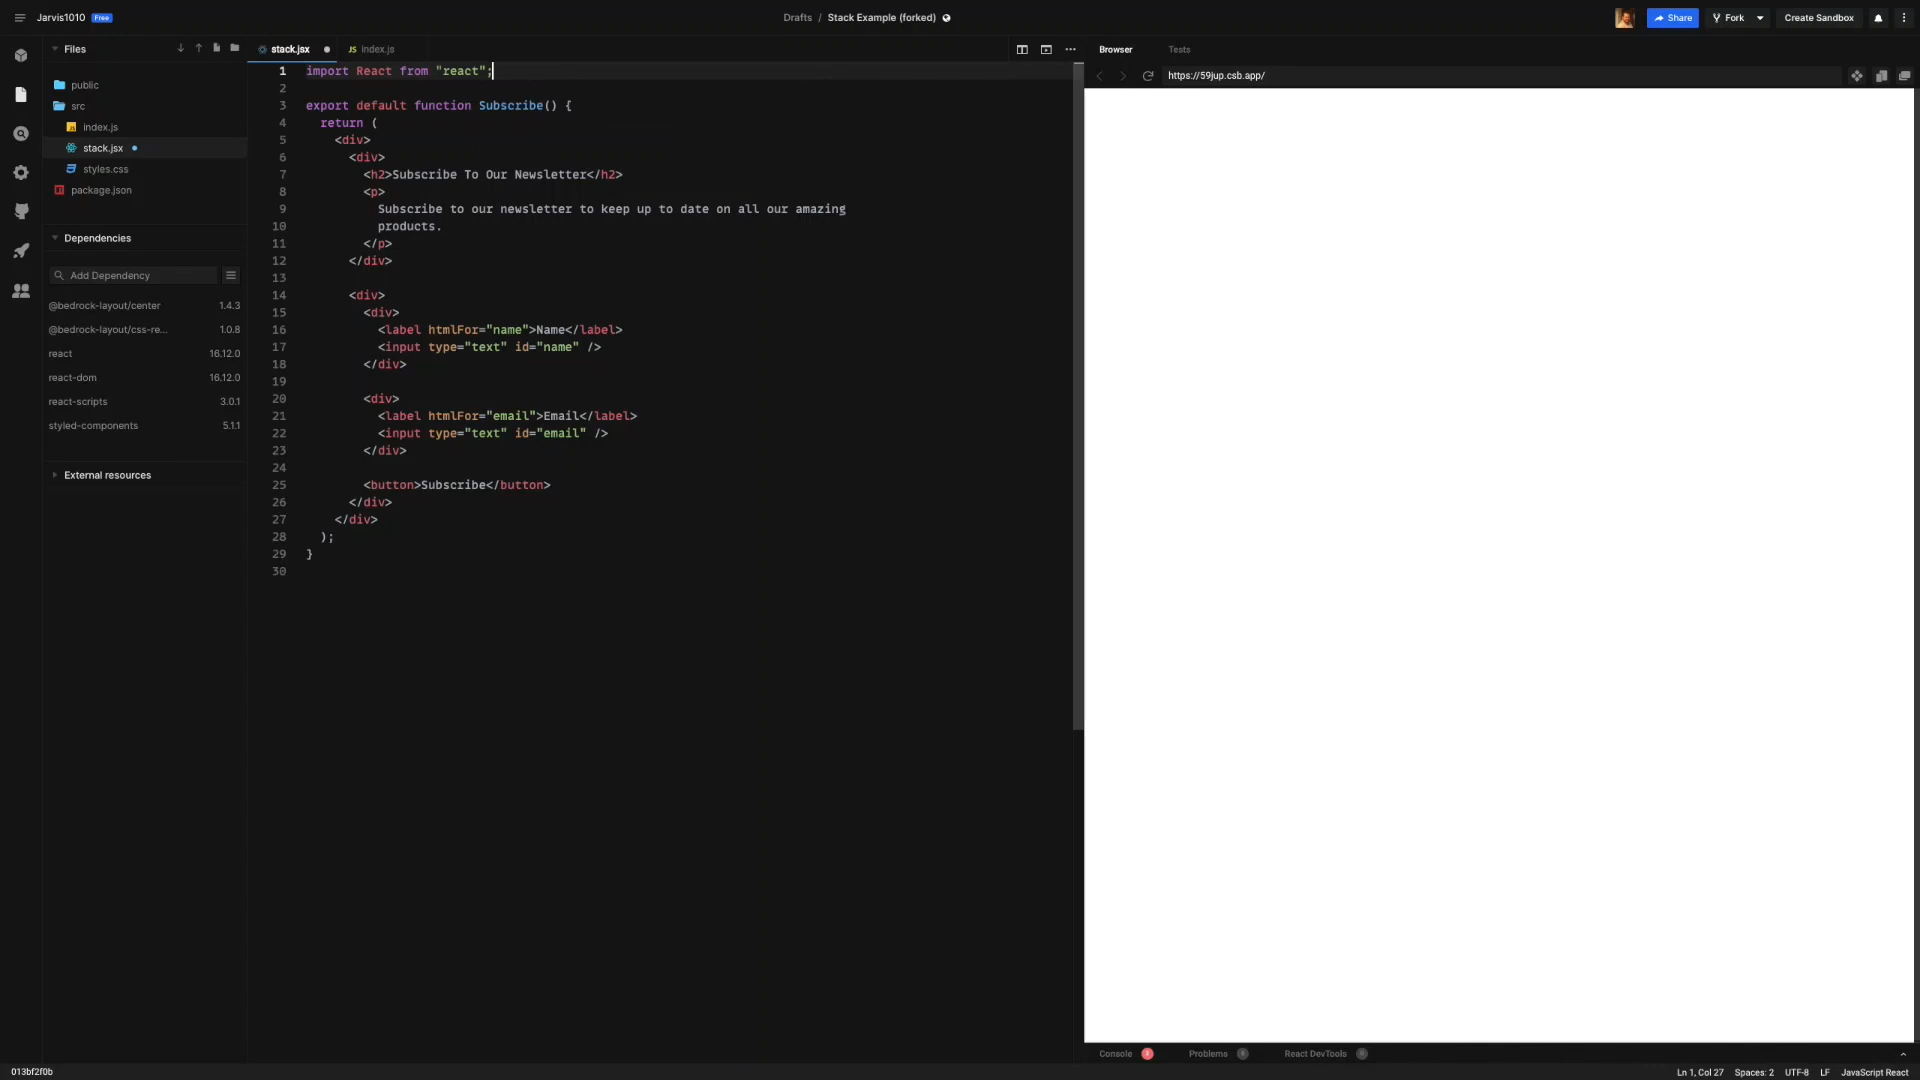 Jarvis1010 Free
Drafts / Stack Example (forked)
Share
Fork
Create Sandbox
Files
public
src
index.js
stack.jsx
styles.css
package.json
Dependencies
Add Dependency
@bedrock-layout/center 1.4.3
@bedrock-layout/css-re... 1.0.8
react 16.12.0
react-dom 16.12.0
react-scripts 3.0.1
styled-components 5.1.1
External resources
stack.jsx
JS index.js
1 import React from "react";
2
3 export default function Subscribe() {
4 return (
5 <div>
6 <div>
7 <h2>Subscribe To Our Newsletter</h2>
8 <p>
9 Subscribe to our newsletter to keep up to date on all our amazing
10 products.
11 </p>
12 </div>
13
14 <div>
15 <div>
16 <label htmlFor="name">Name</label>
17 <input type="text" id="name" />
18 </div>
19
20 <div>
21 <label htmlFor="email">Email</label>
22 <input type="text" id="email" />
23 </div>
24
25 <button>Subscribe</button>
26 </div>
27 </div>
28 );
29 }
30
Browser Tests
https://59jup.csb.app/
Console
Problems
React DevTools
013bf2f0b
Ln 1, Col 27 Spaces: 2 UTF-8 LF JavaScript React